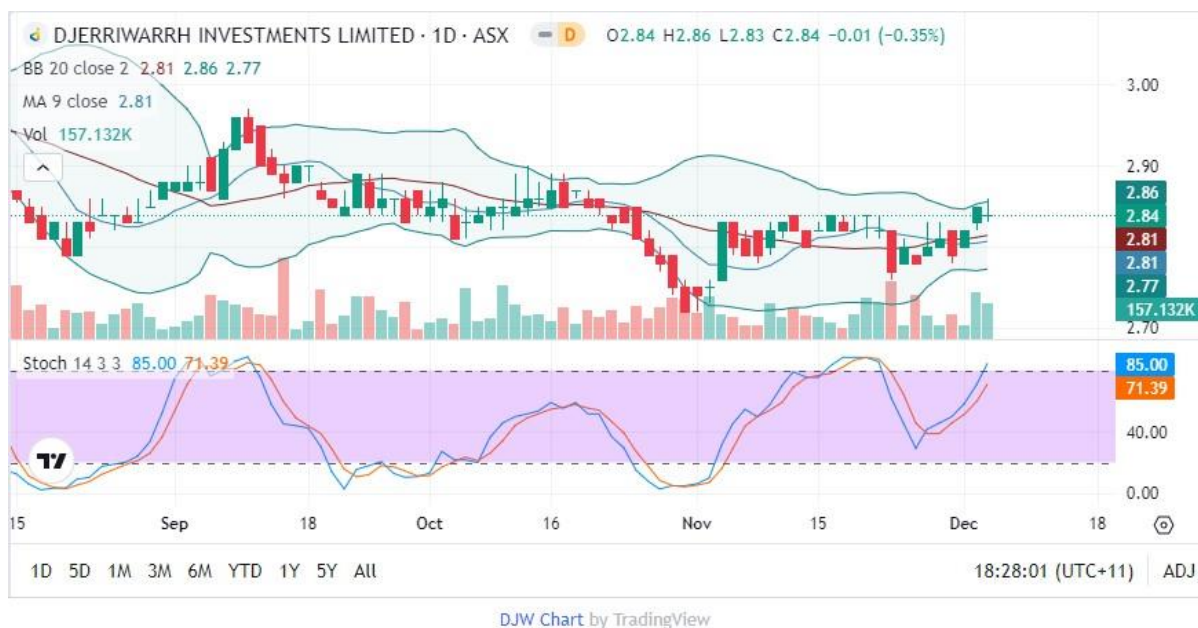 DJERRIWARRH INVESTMENTS LIMITED · 1D · ASX D O2.84 H2.86 L2.83 C2.84 −0.01 (−0.35%)
BB 20 close 2 2.81 2.86 2.77
MA 9 close 2.81
Vol 157.132K
3.00
2.90
2.86
2.84
2.81
2.81
2.77
157.132K
2.70
Stoch 14 3 3 85.00 71.39
85.00
71.39
40.00
0.00
15 Sep 18 Oct 16 Nov 15 Dec 18
1D 5D 1M 3M 6M YTD 1Y 5Y All 18:28:01 (UTC+11) ADJ
DJW Chart by TradingView